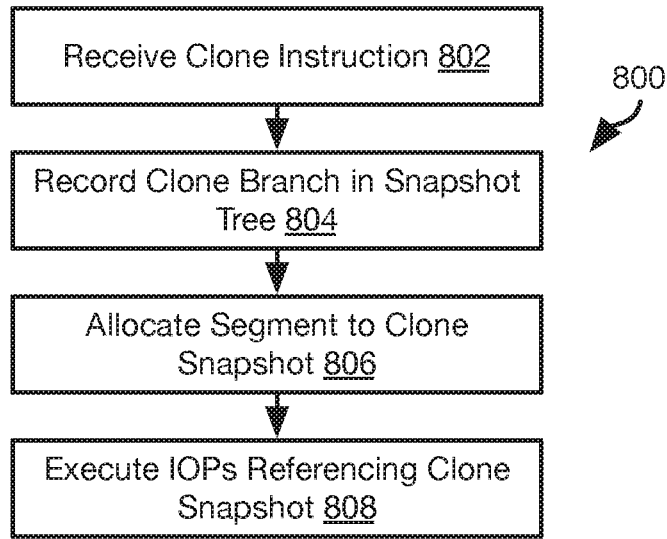 Receive Clone Instruction 802
800
Record Clone Branch in Snapshot
Tree 804
Allocate Segment to Clone
Snapshot 806
Execute IOPs Referencing Clone
Snapshot 808